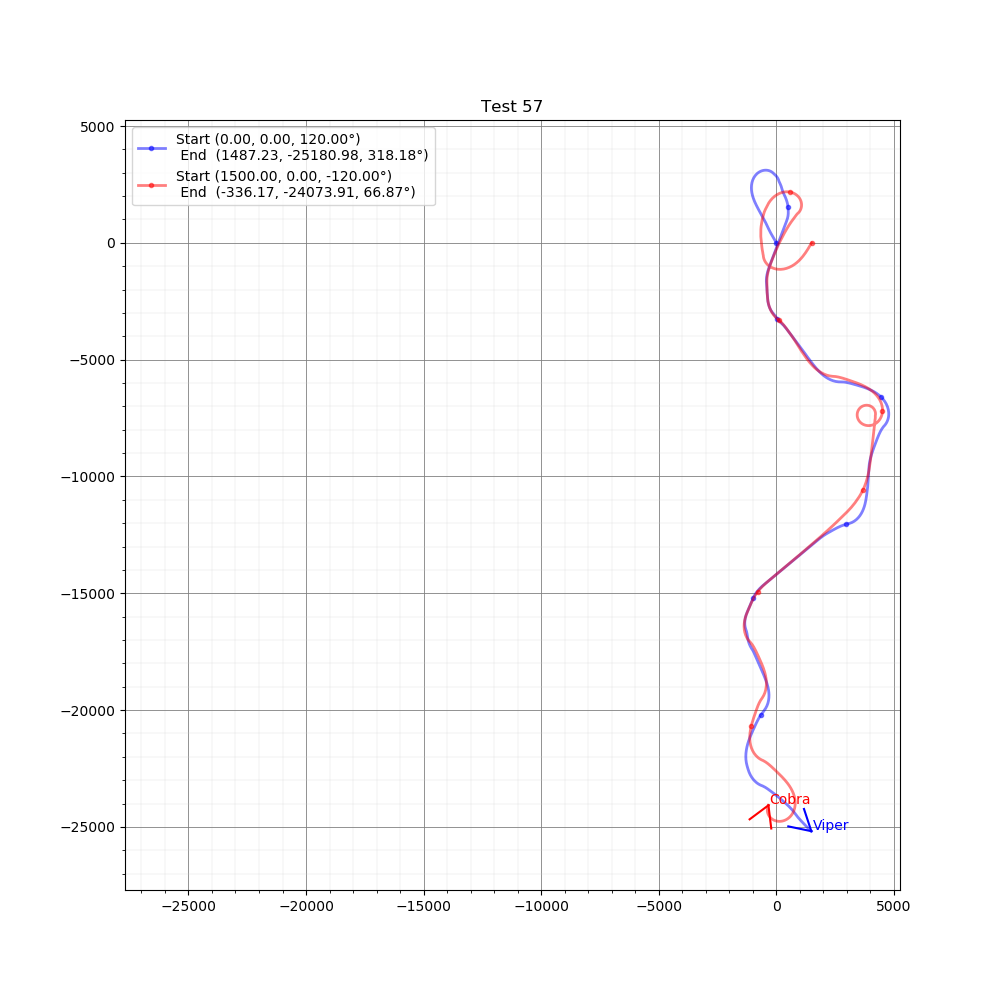 Test 57
Start (0.00, 0.00, 120.00°)
End (1487.23, -25180.98, 318.18°)
Start (1500.00, 0.00, -120.00°)
End (-336.17, -24073.91, 66.87°)
5000
0
−5000
−10000
−15000
−20000
−25000
Cobra
Viper
−25000 −20000 −15000 −10000 −5000 0 5000